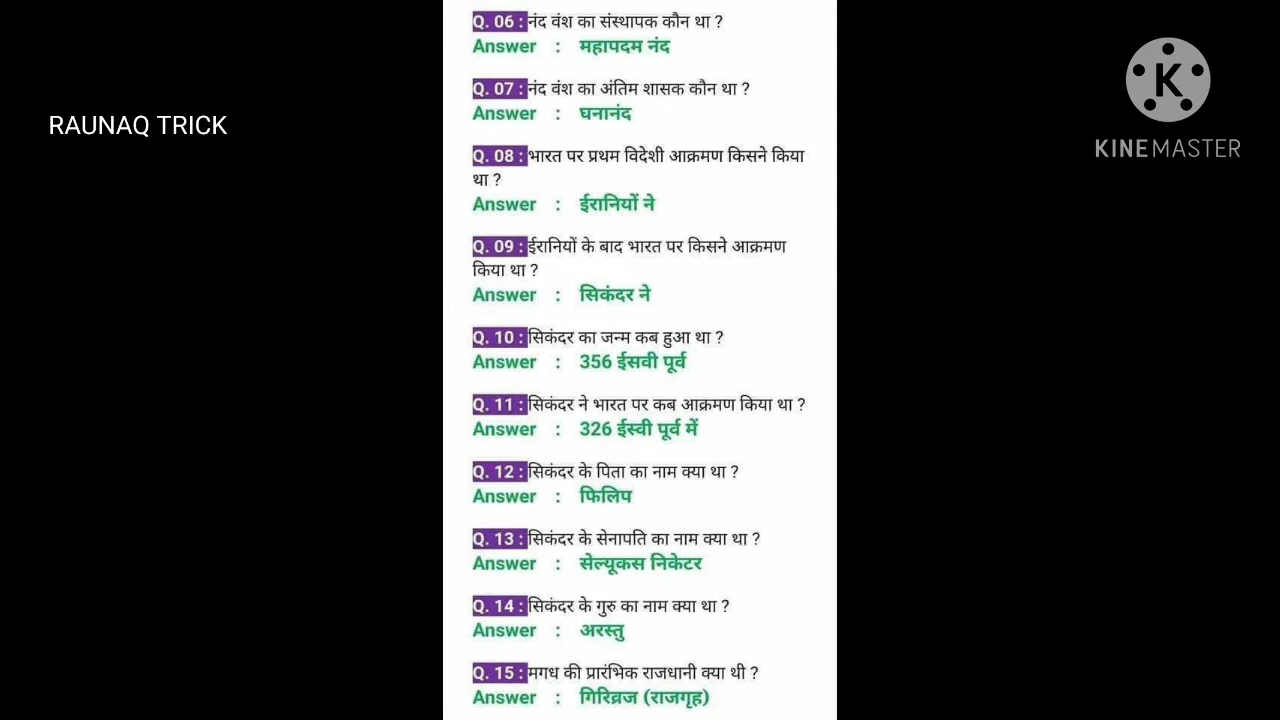 RAUNAQ TRICK
K
KINEMASTER
Q. 06 : नंद वंश का संस्थापक कौन था ?
Answer : महापदम नंद
Q. 07 : नंद वंश का अंतिम शासक कौन था ?
Answer : घनानंद
Q. 08 : भारत पर प्रथम विदेशी आक्रमण किसने किया
था ?
Answer : ईरानियों ने
Q. 09 : ईरानियों के बाद भारत पर किसने आक्रमण
किया था ?
Answer : सिकंदर ने
Q. 10 : सिकंदर का जन्म कब हुआ था ?
Answer : 356 ईसवी पूर्व
Q. 11 : सिकंदर ने भारत पर कब आक्रमण किया था ?
Answer : 326 ईस्वी पूर्व में
Q. 12 : सिकंदर के पिता का नाम क्या था ?
Answer : फिलिप
Q. 13 : सिकंदर के सेनापति का नाम क्या था ?
Answer : सेल्यूकस निकेटर
Q. 14 : सिकंदर के गुरु का नाम क्या था ?
Answer : अरस्तु
Q. 15 : मगध की प्रारंभिक राजधानी क्या थी ?
Answer : गिरिव्रज (राजगृह)